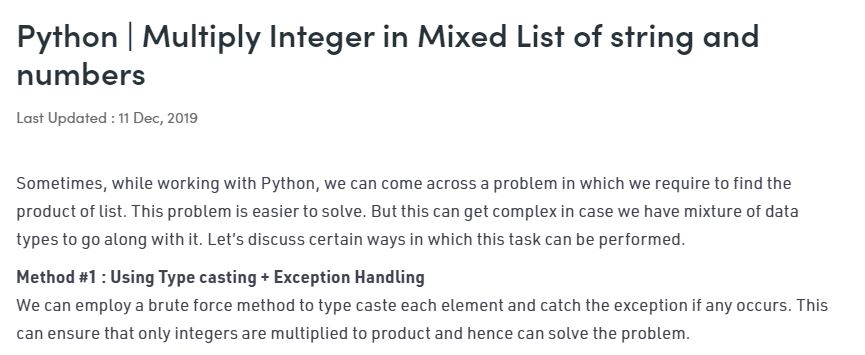 Python | Multiply Integer in Mixed List of string and
numbers
Last Updated : 11 Dec, 2019
Sometimes, while working with Python, we can come across a problem in which we require to find the
product of list. This problem is easier to solve. But this can get complex in case we have mixture of data
types to go along with it. Let’s discuss certain ways in which this task can be performed.
Method #1 : Using Type casting + Exception Handling
We can employ a brute force method to type caste each element and catch the exception if any occurs. This
can ensure that only integers are multiplied to product and hence can solve the problem.